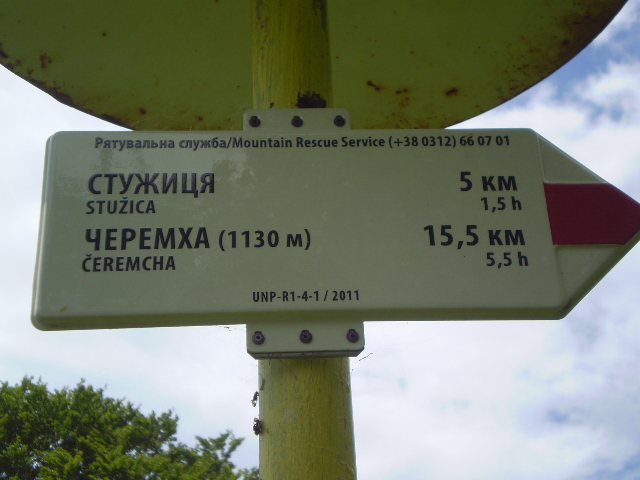 Рятувальна служба/Mountain Rescue Service (+38 0312) 66 07 01
СТУЖИЦЯ 5 км
STUŽICA 1,5 h
ЧЕРЕМХА (1130 м) 15,5 км
ČEREMCHA 5,5 h
UNP-R1-4-1 / 2011